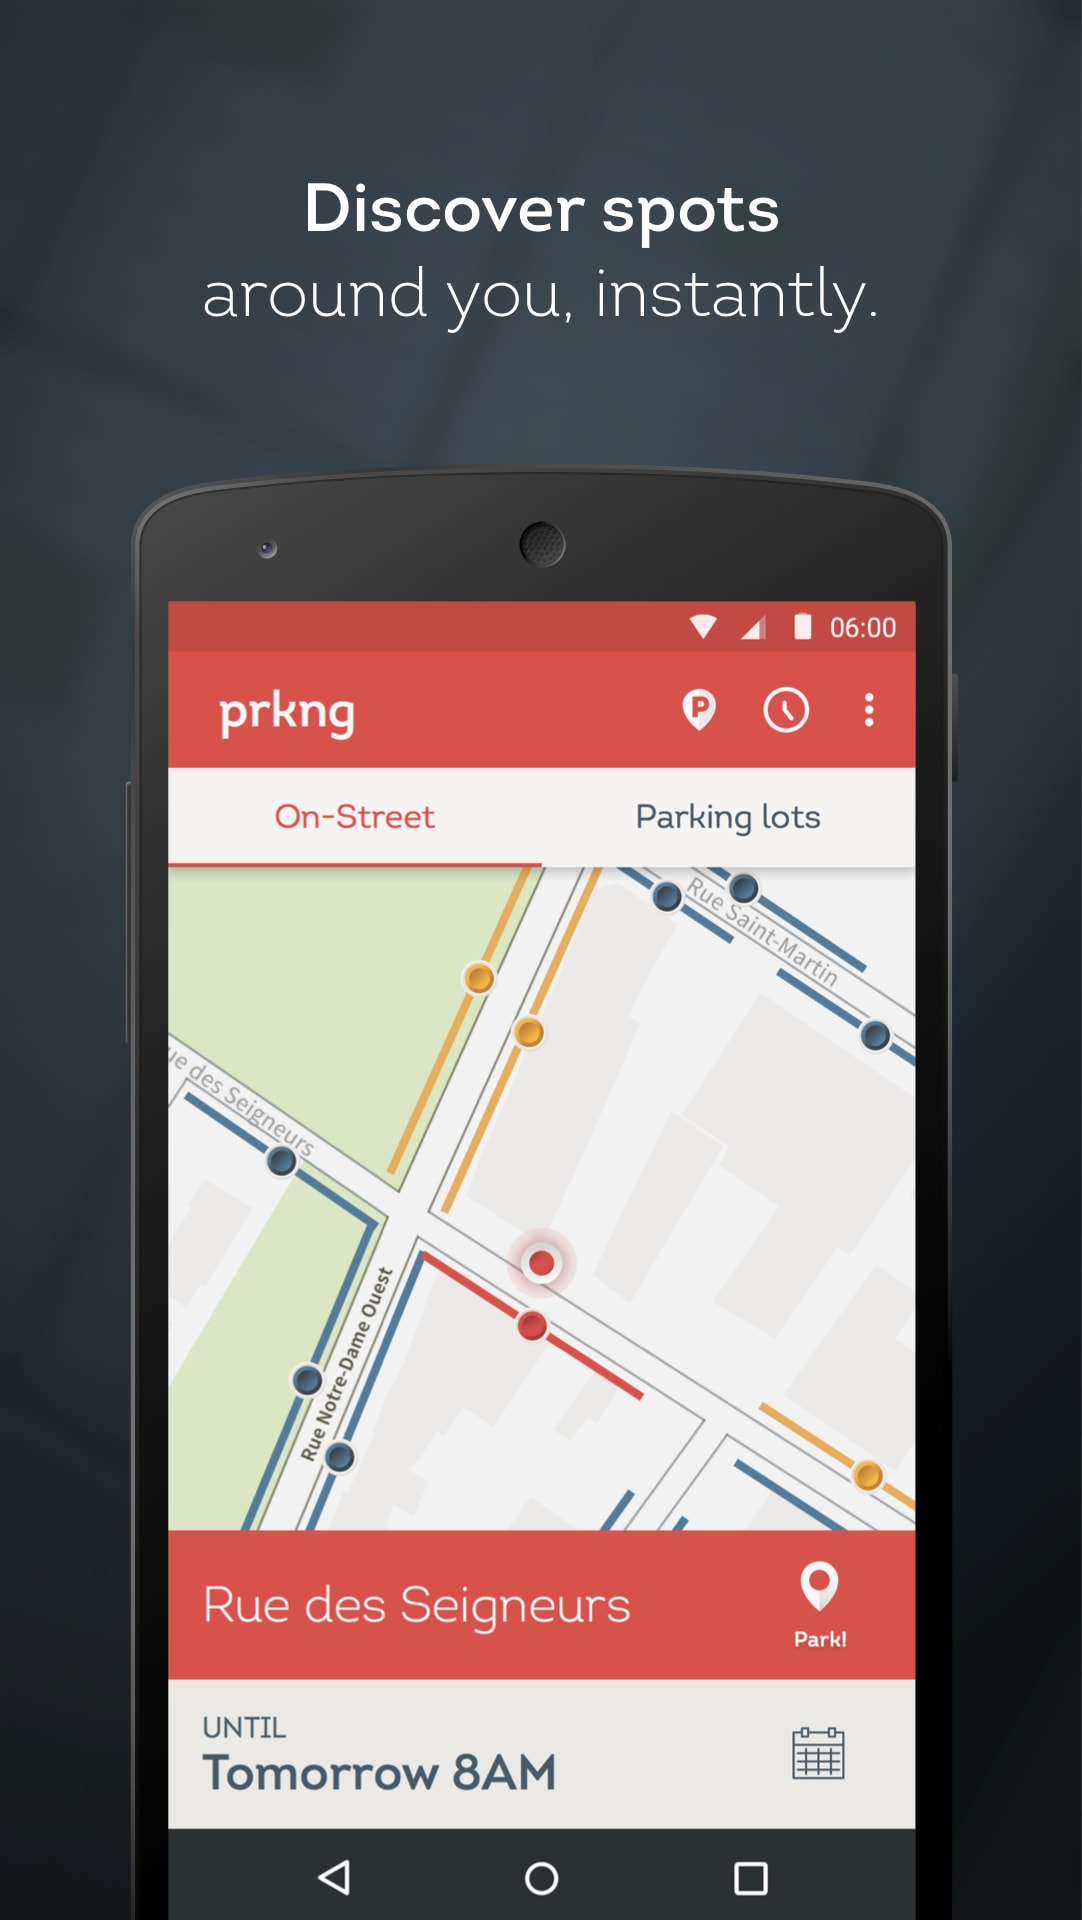 Discover spots
around you, instantly.
06:00
prkng
P
On-Street
Parking lots
Rue Saint-Martin
ue des Seigneurs
Rue Notre-Dame Ouest
Rue des Seigneurs
Park!
UNTIL
Tomorrow 8AM